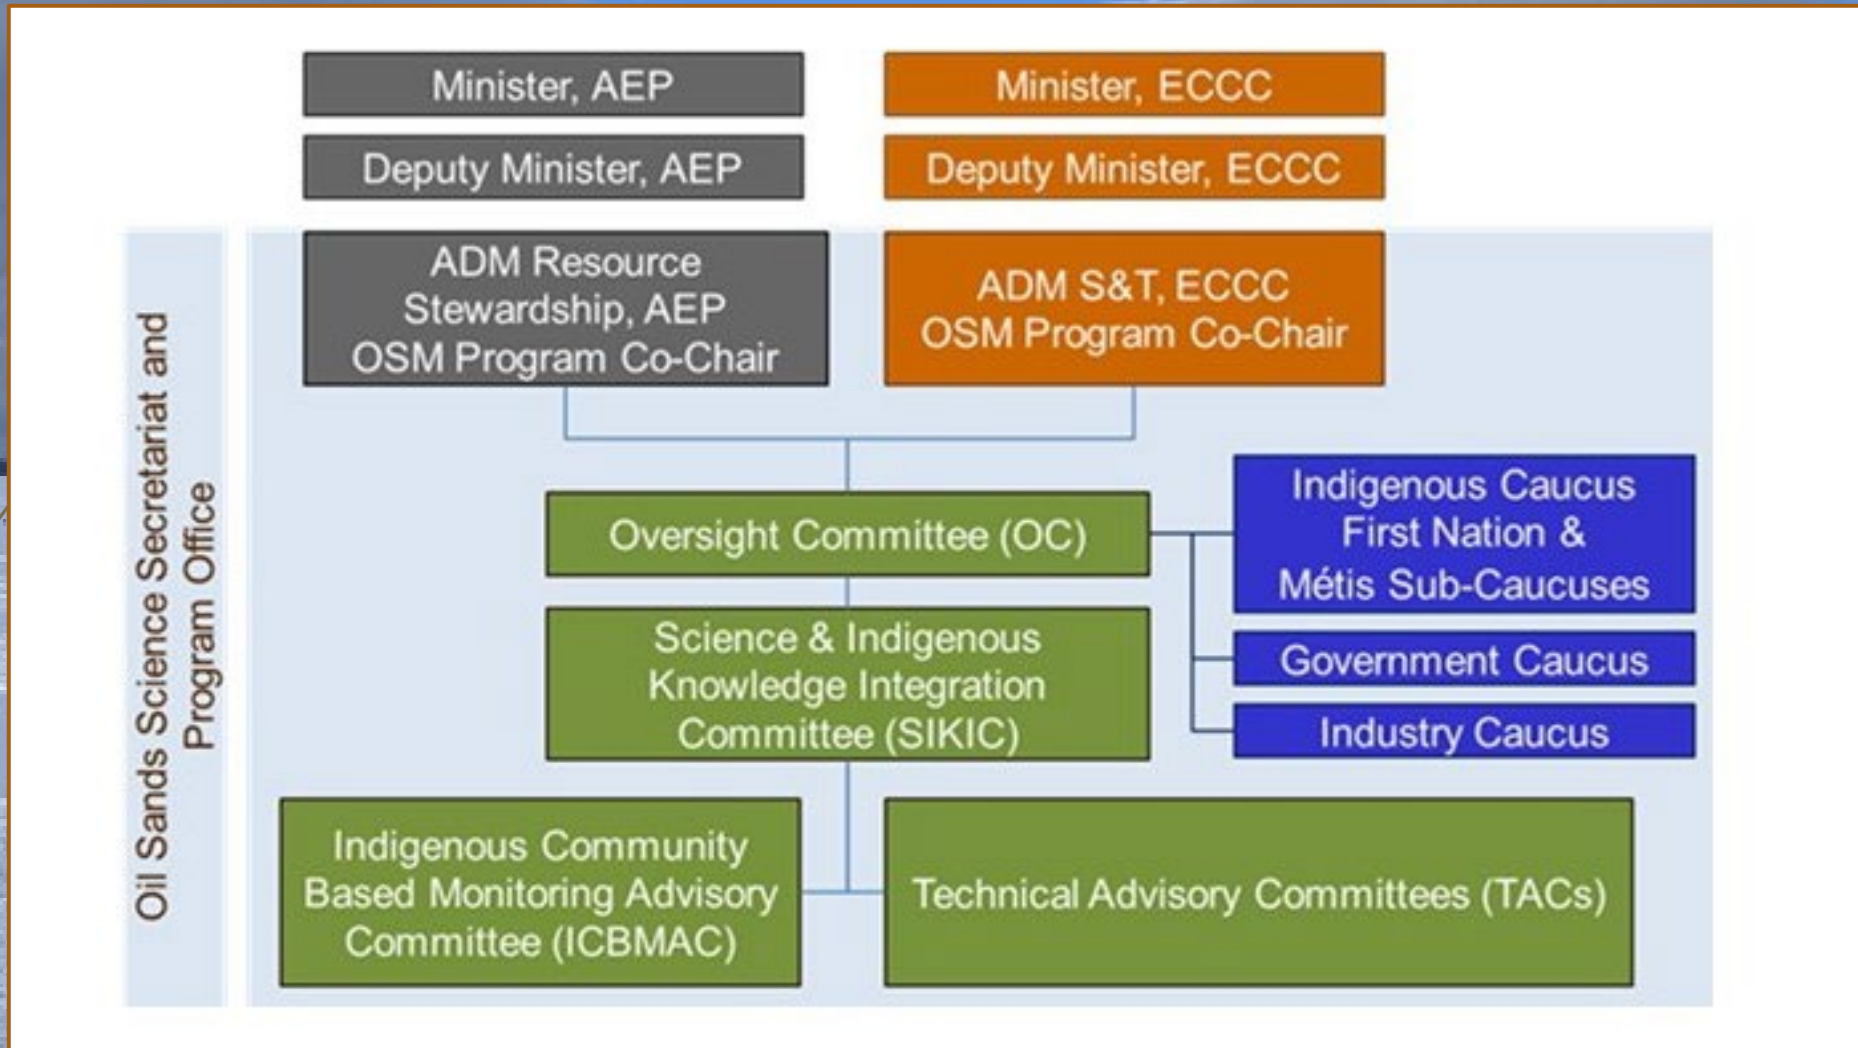 Minister, AEP
Minister, ECCC
Deputy Minister, AEP
Deputy Minister, ECCC
ADM Resource
Stewardship, AEP
OSM Program Co-Chair
ADM S&T, ECCC
OSM Program Co-Chair
Oil Sands Science Secretariat and
Program Office
Oversight Committee (OC)
Indigenous Caucus
First Nation &
Métis Sub-Caucuses
Government Caucus
Industry Caucus
Science & Indigenous
Knowledge Integration
Committee (SIKIC)
Indigenous Community
Based Monitoring Advisory
Committee (ICBMAC)
Technical Advisory Committees (TACs)